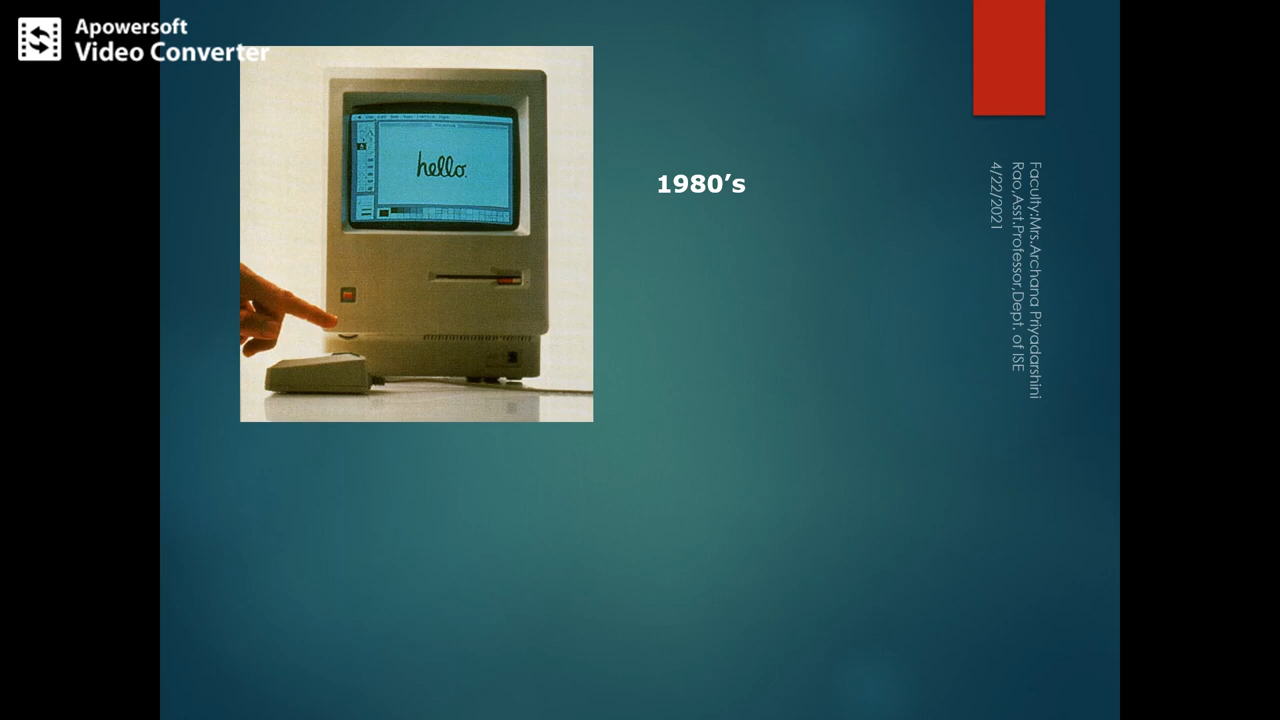 Apowersoft
Video Converter
hello.
1980’s
Faculty:Mrs.Archana Priyadarshini
Rao,Asst.Professor,Dept. of ISE
4/22/2021